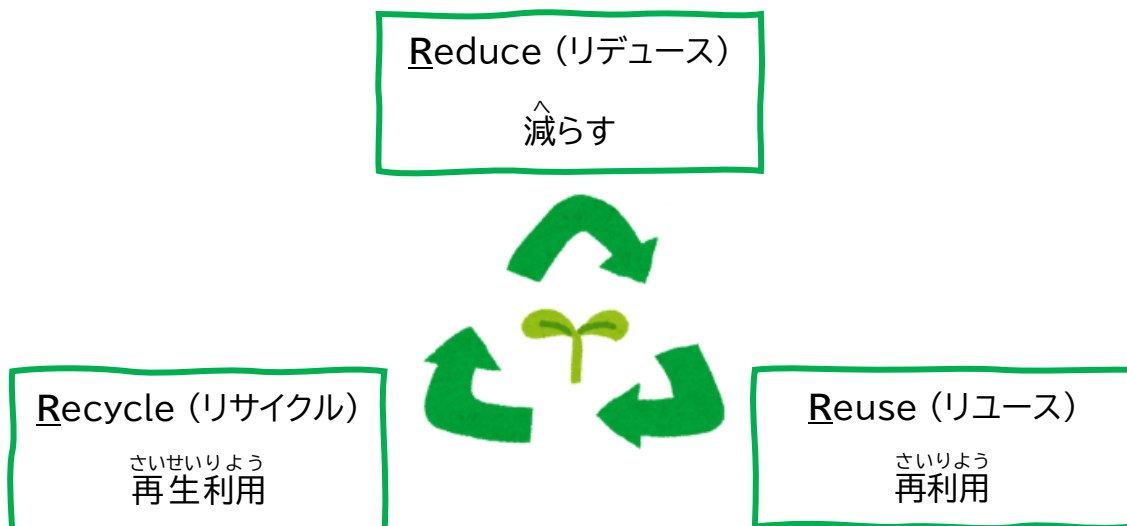 Reduce（リデュース）
へ
減らす
Recycle（リサイクル）
さいせいりよう
再生利用
Reuse（リユース）
さいりよう
再利用